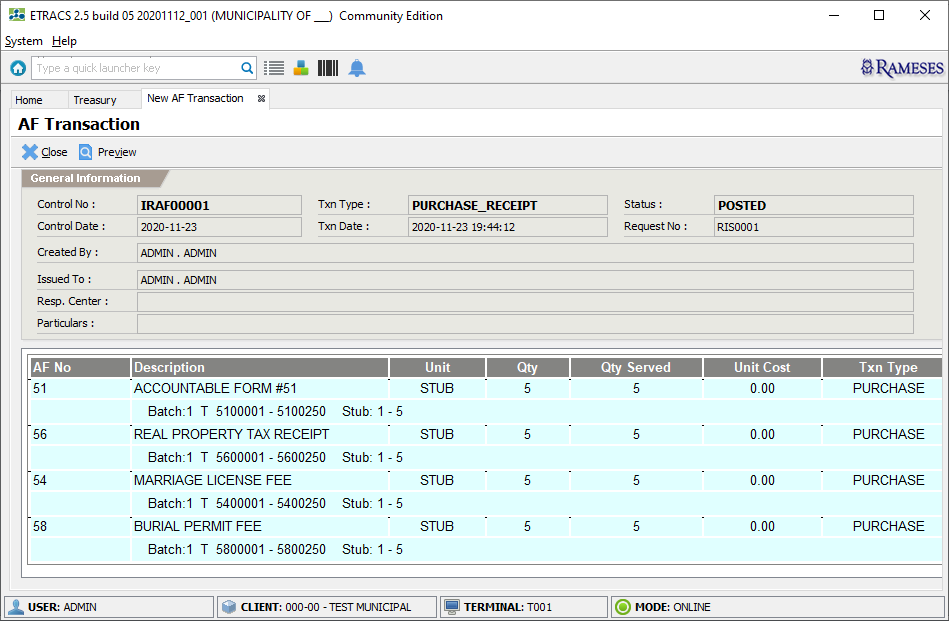 ETRACS 2.5 build 05 20201112_001 (MUNICIPALITY OF ___) Community Edition
System Help
Type a quick launcher key
RAMESES
Home Treasury New AF Transaction
AF Transaction
Close Preview
General Information
Control No : IRAF00001 Txn Type : PURCHASE_RECEIPT Status : POSTED
Control Date : 2020-11-23 Txn Date : 2020-11-23 19:44:12 Request No : RIS0001
Created By : ADMIN . ADMIN
Issued To : ADMIN . ADMIN
Resp. Center :
Particulars :
AF No Description Unit Qty Qty Served Unit Cost Txn Type
51 ACCOUNTABLE FORM #51 STUB 5 5 0.00 PURCHASE
Batch:1 T 5100001 - 5100250 Stub: 1 - 5
56 REAL PROPERTY TAX RECEIPT STUB 5 5 0.00 PURCHASE
Batch:1 T 5600001 - 5600250 Stub: 1 - 5
54 MARRIAGE LICENSE FEE STUB 5 5 0.00 PURCHASE
Batch:1 T 5400001 - 5400250 Stub: 1 - 5
58 BURIAL PERMIT FEE STUB 5 5 0.00 PURCHASE
Batch:1 T 5800001 - 5800250 Stub: 1 - 5
USER: ADMIN CLIENT: 000-00 - TEST MUNICIPAL TERMINAL: T001 MODE: ONLINE